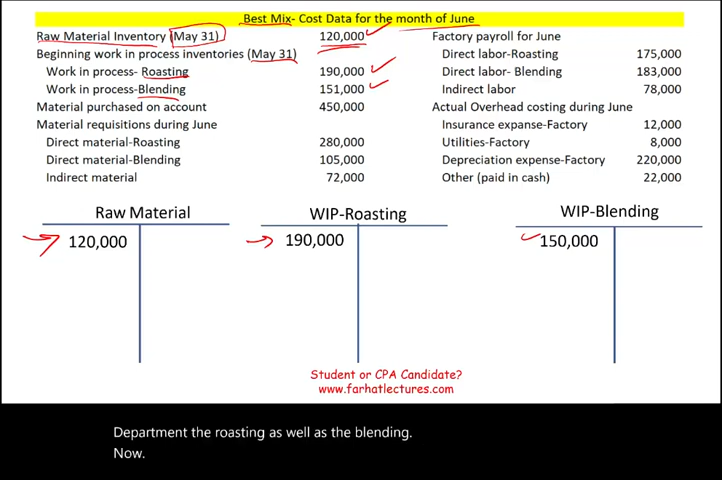 Best Mix- Cost Data for the month of June
Raw Material Inventory (May 31) 120,000 Factory payroll for June
Beginning work in process inventories (May 31) Direct labor-Roasting 175,000
Work in process- Roasting 190,000 Direct labor- Blending 183,000
Work in process-Blending 151,000 Indirect labor 78,000
Material purchased on account 450,000 Actual Overhead costing during June
Material requisitions during June Insurance expanse-Factory 12,000
Direct material-Roasting 280,000 Utilities-Factory 8,000
Direct material-Blending 105,000 Depreciation expense-Factory 220,000
Indirect material 72,000 Other (paid in cash) 22,000
Raw Material WIP-Roasting WIP-Blending
120,000 190,000 150,000
Student or CPA Candidate?
www.farhatlectures.com
Department the roasting as well as the blending.
Now.